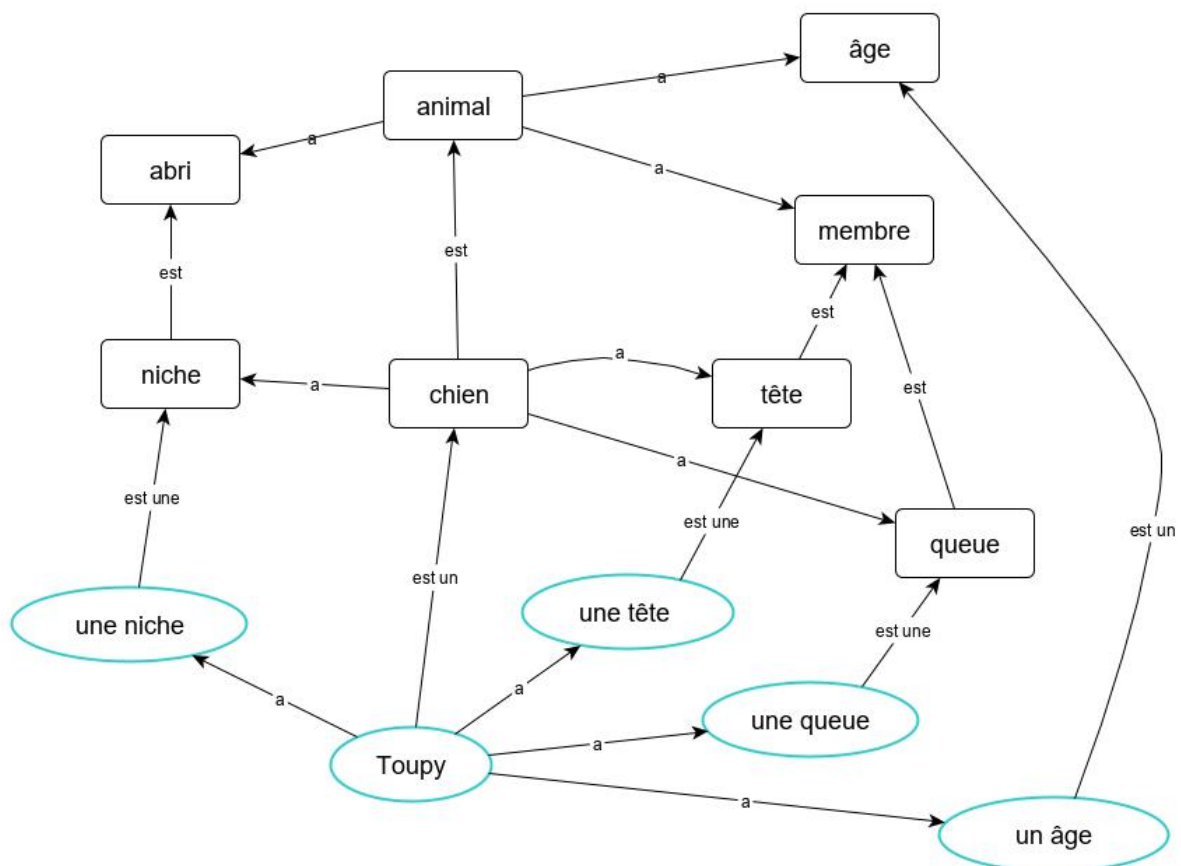 âge
a
animal
a
abri
a
membre
est
est
est
niche
a
chien
a
tête
est
a
est une
est une
queue
est un
est un
une niche
une tête
est une
a
a
une queue
a
Toupy
a
un âge